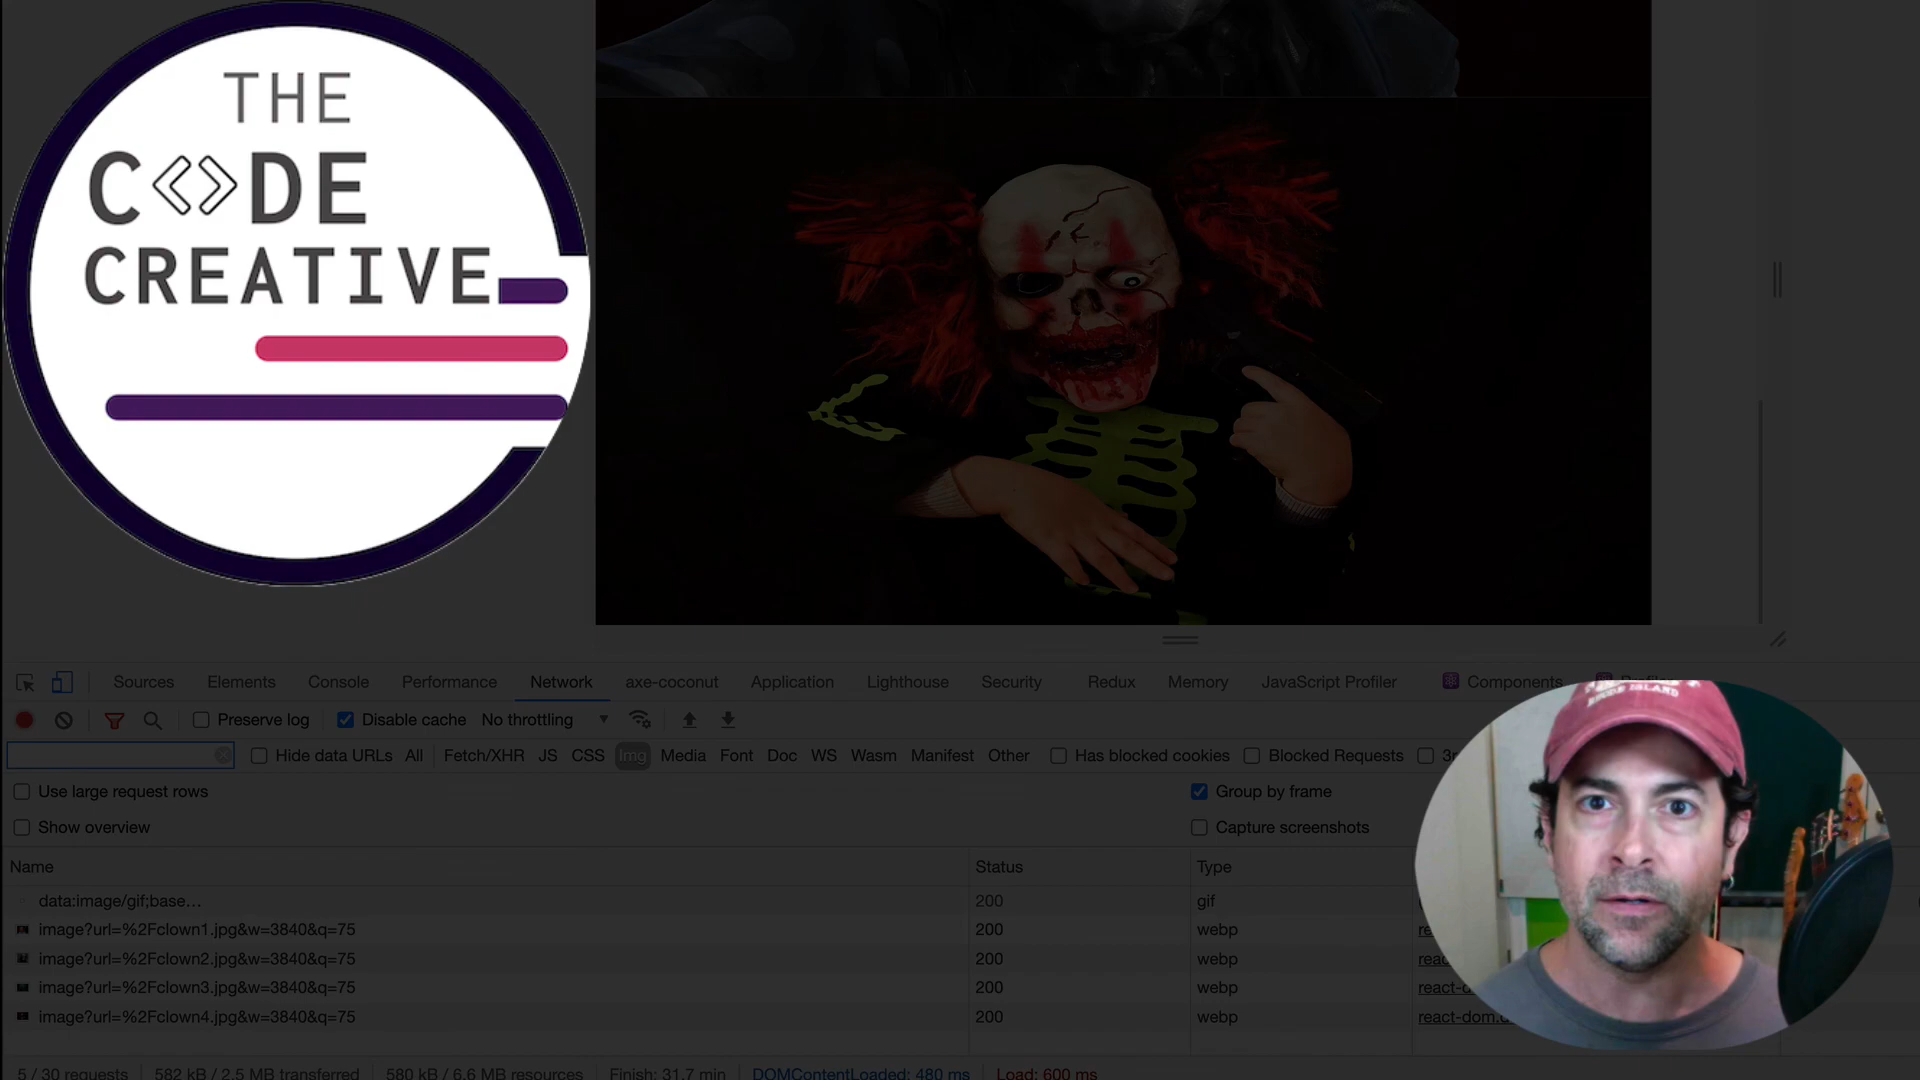 THE
C<>DE
CREATIVE
Sources Elements Console Performance Network axe-coconut Application Lighthouse Security Redux Memory JavaScript Profiler Components
Preserve log Disable cache No throttling
Hide data URLs All Fetch/XHR JS CSS Img Media Font Doc WS Wasm Manifest Other Has blocked cookies Blocked Requests
Use large request rows Group by frame
Show overview Capture screenshots
Name Status Type
data:image/gif;base… 200 gif
image?url=%2Fclown1.jpg&w=3840&q=75 200 webp
image?url=%2Fclown2.jpg&w=3840&q=75 200 webp
image?url=%2Fclown3.jpg&w=3840&q=75 200 webp
image?url=%2Fclown4.jpg&w=3840&q=75 200 webp
5 / 30 requests 582 kB / 2.5 MB transferred 580 kB / 6.6 MB resources Finish: 31.7 min DOMContentLoaded: 480 ms Load: 600 ms